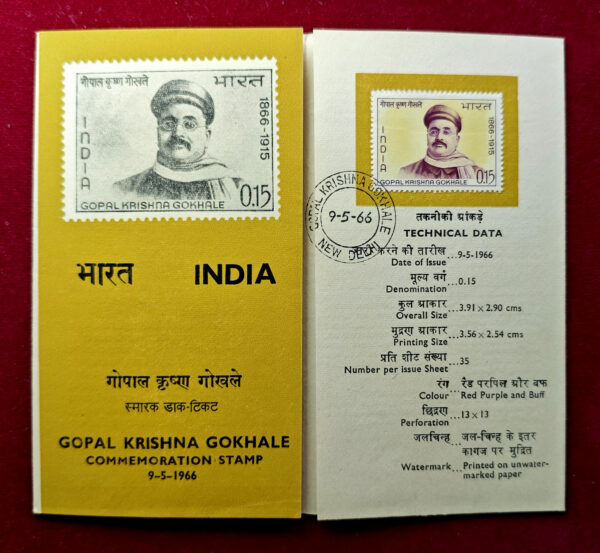 गोपाल कृष्ण गोखले
भारत
1866-1915
INDIA
0.15
GOPAL KRISHNA GOKHALE
भारत INDIA
गोपाल कृष्ण गोखले
स्मारक डाक-टिकट
GOPAL KRISHNA GOKHALE
COMMEMORATION STAMP
9-5-1966
गोपाल कृष्ण गोखले
भारत
1866-1915
INDIA
0.15
GOPAL KRISHNA GOKHALE
GOPAL KRISHNA GOKHALE
9-5-66
NEW DELHI
तकनीकी आंकड़े
TECHNICAL DATA
करने की तारीख
Date of Issue ... 9-5-1966
मूल्य वर्ग
Denomination ... 0.15
कुल आकार
Overall Size ... 3.91 × 2.90 cms
मुद्रण आकार
Printing Size ... 3.56 × 2.54 cms
प्रति शीट संख्या
Number per issue Sheet ... 35
रंग रैड परपिल और बफ
Colour ... Red Purple and Buff
छिद्रण
Perforation ... 13 × 13
जलचिन्ह ... जल-चिन्ह के इतर
कागज पर मुद्रित
Watermark ... Printed on unwater-
marked paper